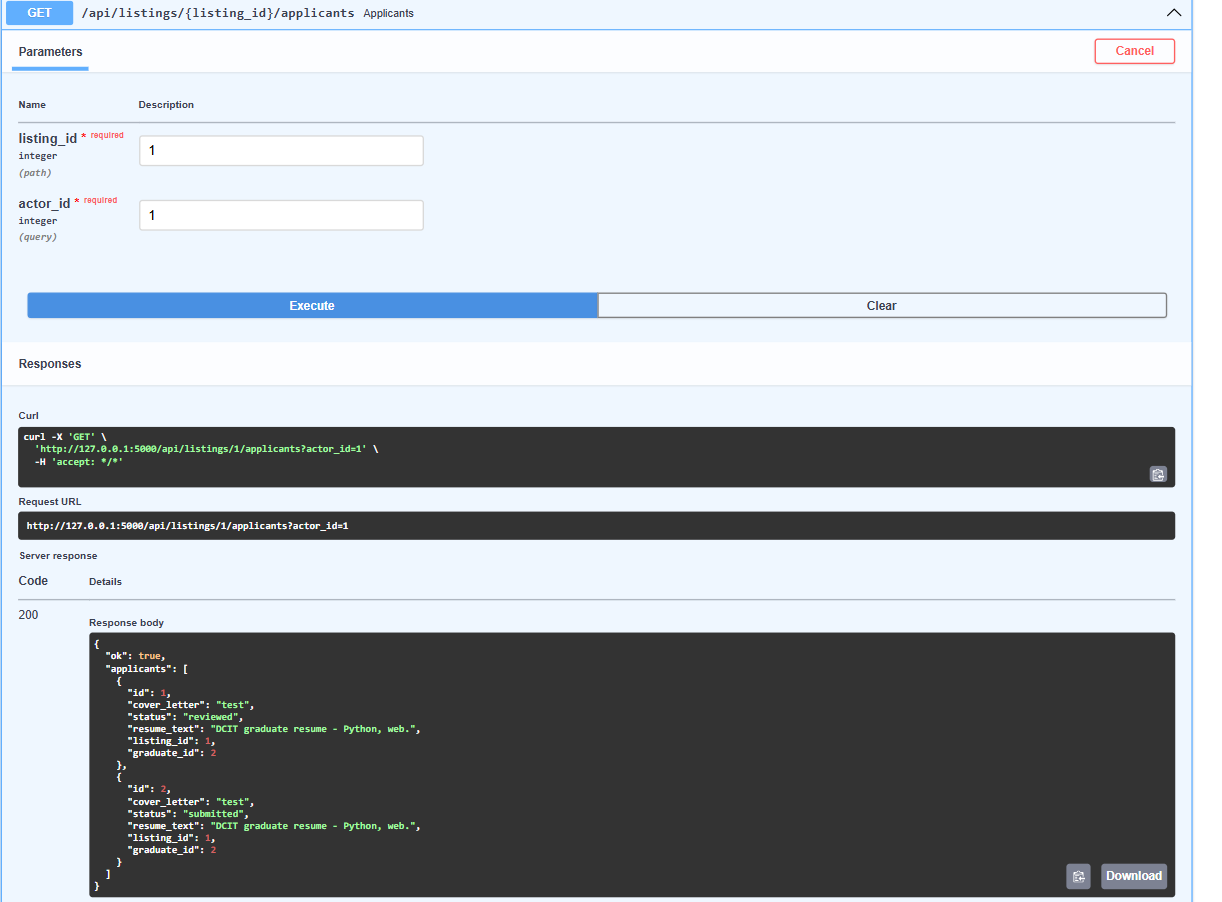 GET /api/listings/{listing_id}/applicants Applicants
Parameters
Cancel
Name Description
listing_id * required
integer
(path)
1
actor_id * required
integer
(query)
1
Execute Clear
Responses
Curl
curl -X 'GET' \
  'http://127.0.0.1:5000/api/listings/1/applicants?actor_id=1' \
  -H 'accept: */*'
Request URL
http://127.0.0.1:5000/api/listings/1/applicants?actor_id=1
Server response
Code Details
200
Response body
{
  "ok": true,
  "applicants": [
    {
      "id": 1,
      "cover_letter": "test",
      "status": "reviewed",
      "resume_text": "DCIT graduate resume - Python, web.",
      "listing_id": 1,
      "graduate_id": 2
    },
    {
      "id": 2,
      "cover_letter": "test",
      "status": "submitted",
      "resume_text": "DCIT graduate resume - Python, web.",
      "listing_id": 1,
      "graduate_id": 2
    }
  ]
}
Download